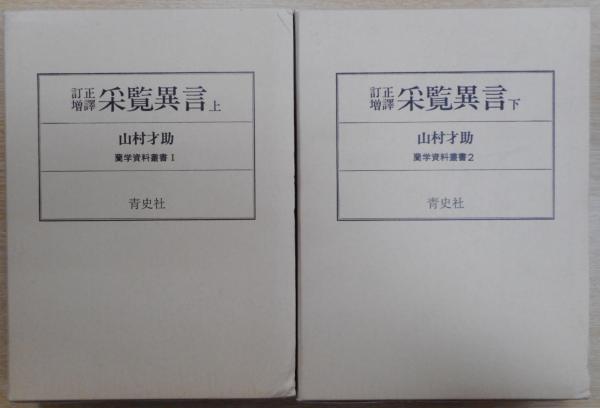 訂正増譯 采覧異言 上
山村才助
蘭学資料叢書 1
青史社
訂正増譯 采覧異言 下
山村才助
蘭学資料叢書 2
青史社